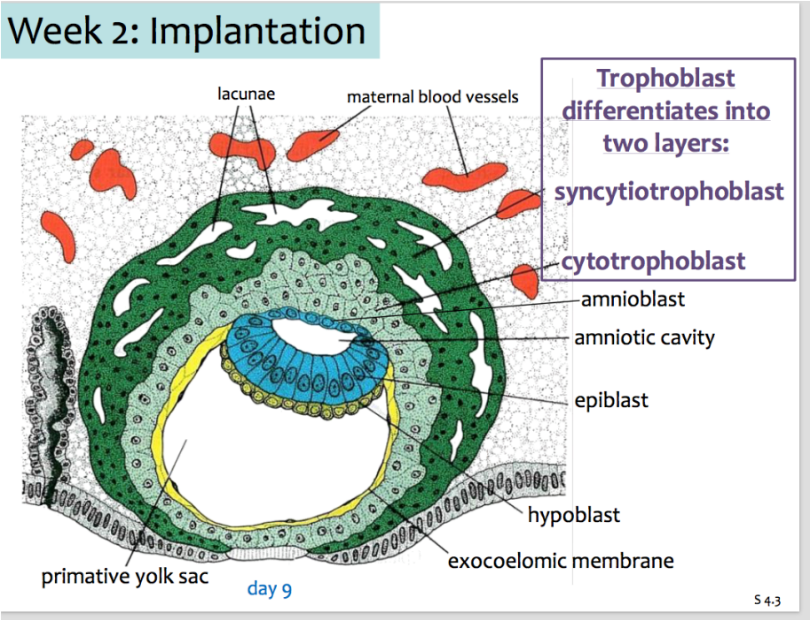 Week 2: Implantation
lacunae
maternal blood vessels
Trophoblast
differentiates into
two layers:
syncytiotrophoblast
cytotrophoblast
amnioblast
amniotic cavity
epiblast
hypoblast
exocoelomic membrane
primative yolk sac
day 9
S 4.3